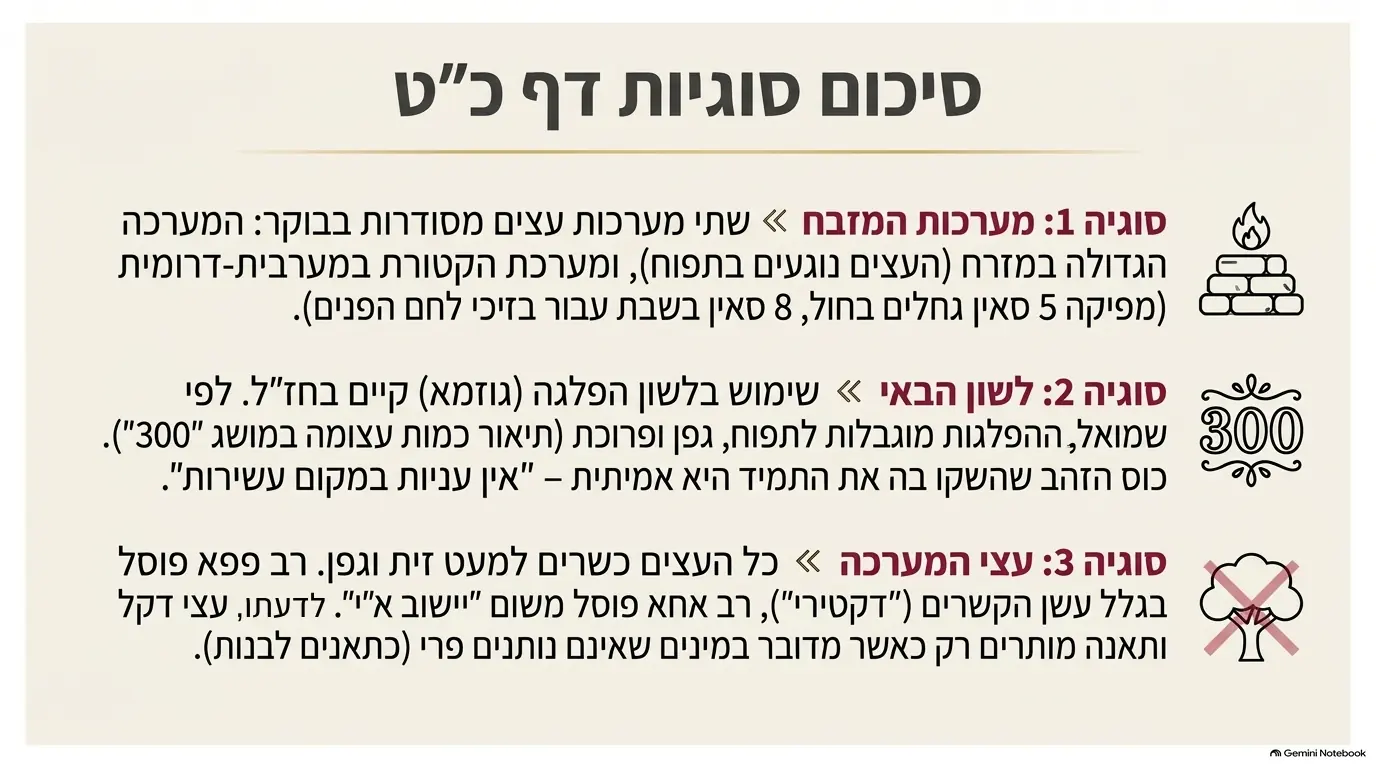 סיכום סוגיות דף כ"ט
סוגיה 1: מערכות המזבח » שתי מערכות עצים מסודרות בבוקר: המערכה
הגדולה במזרח (העצים נוגעים בתפוח), ומערכת הקטורת במערבית-דרומית
(מפיקה 5 סאין גחלים בחול, 8 סאין בשבת עבור בזיכי לחם הפנים).
סוגיה 2: לשון הבאי » שימוש בלשון הפלגה (גוזמא) קיים בחז"ל. לפי
שמואל, ההפלגות מוגבלות לתפוח, גפן ופרוכת (תיאור כמות עצומה במושג "300").
כוס הזהב שהשקו בה את התמיד היא אמיתית – "אין עניות במקום עשירות".
300
סוגיה 3: עצי המערכה » כל העצים כשרים למעט זית וגפן. רב פפא פוסל
בגלל עשן הקשרים ("דקטירי"), רב אחא פוסל משום "יישוב א"י". לדעתו, עצי דקל
ותאנה מותרים רק כאשר מדובר במינים שאינם נותנים פרי (כתאנים לבנות).
Gemini Notebook